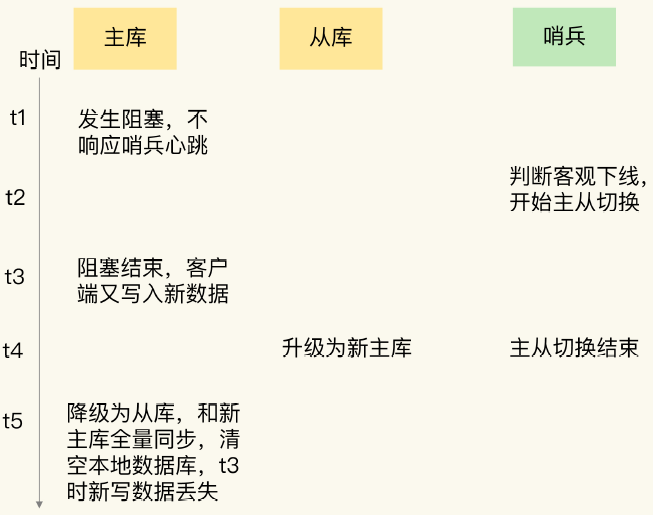 主库
从库
哨兵
时间
t1
发生阻塞，不
响应哨兵心跳
t2
判断客观下线，
开始主从切换
t3
阻塞结束，客户
端又写入新数据
t4
升级为新主库
主从切换结束
t5
降级为从库，和新
主库全量同步，清
空本地数据库，t3
时新写数据丢失